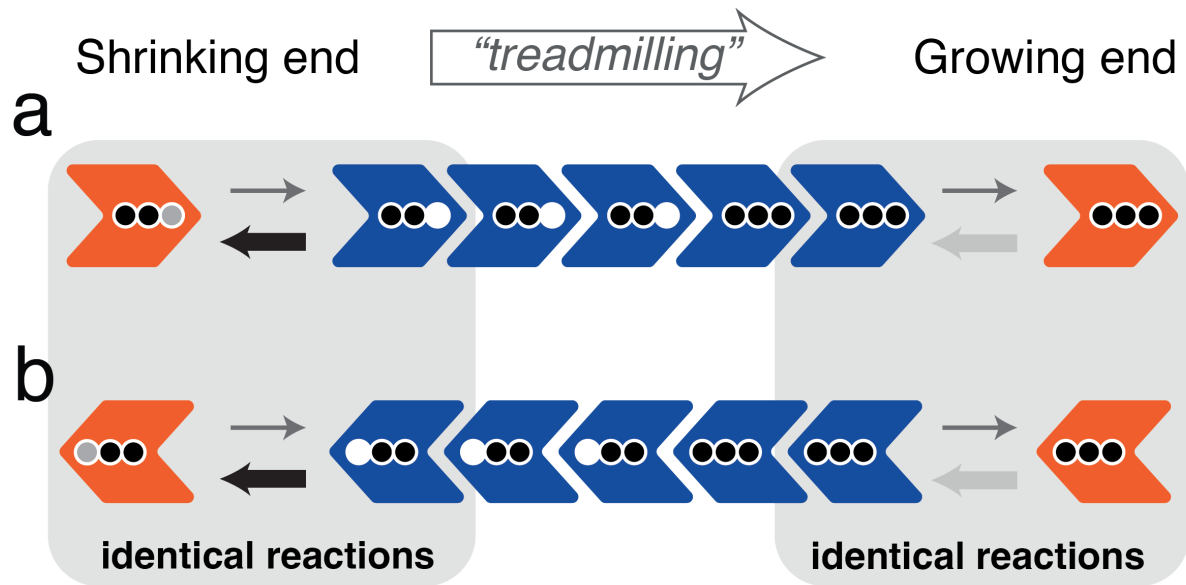 Shrinking end
“treadmilling”
Growing end
a
b
identical reactions
identical reactions